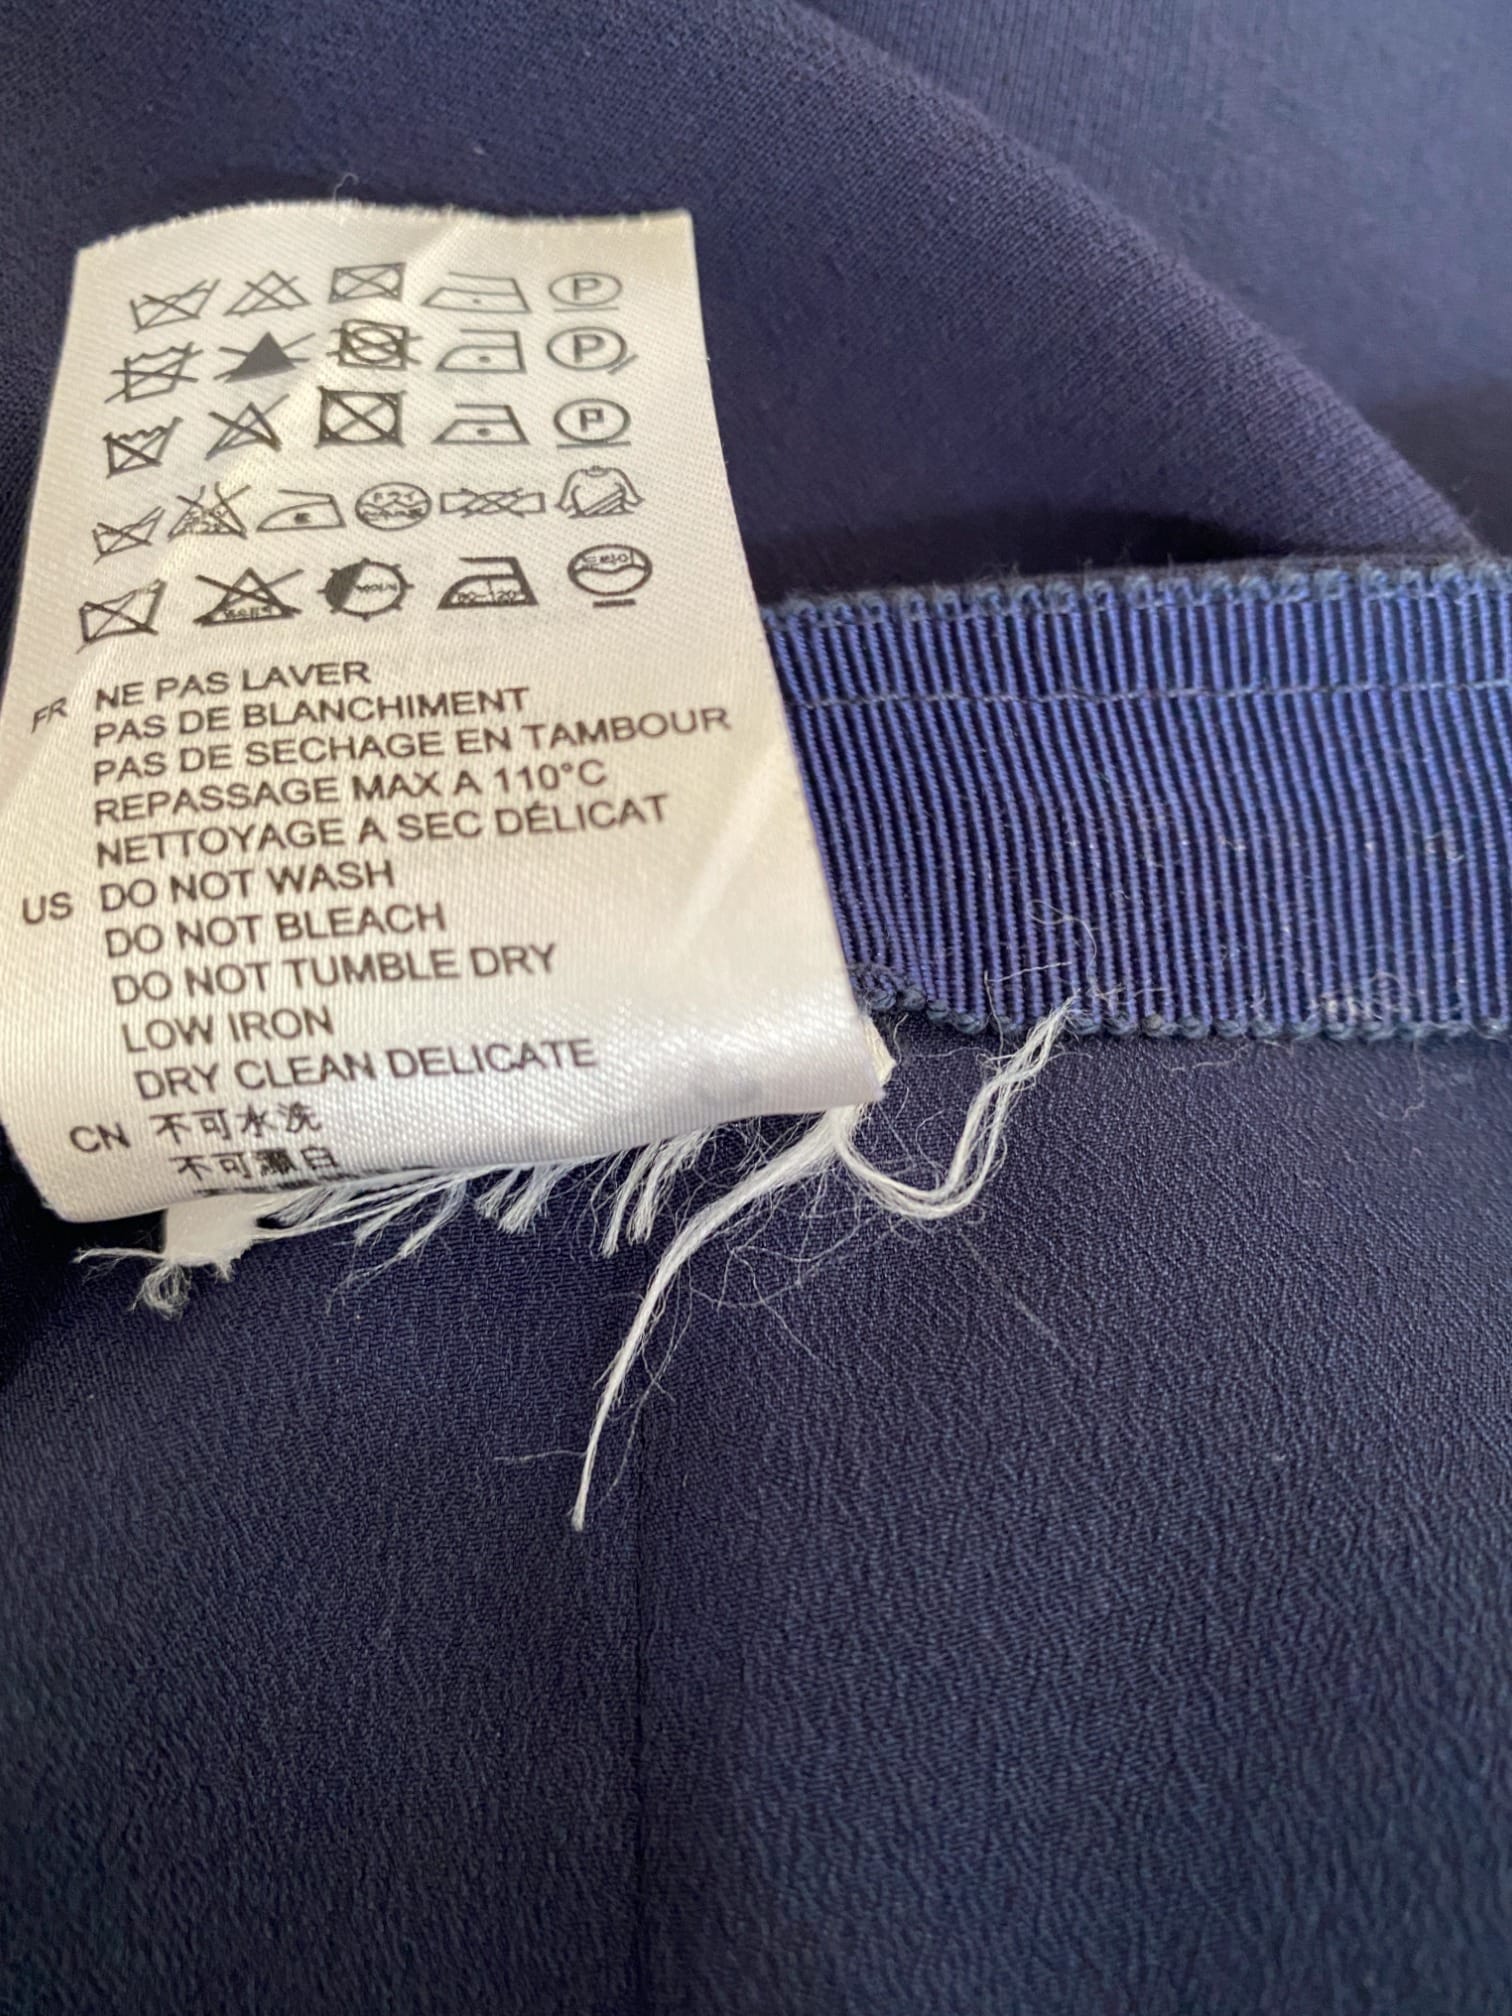 P
P
P
FR NE PAS LAVER
PAS DE BLANCHIMENT
PAS DE SECHAGE EN TAMBOUR
REPASSAGE MAX A 110°C
NETTOYAGE A SEC DÉLICAT
US DO NOT WASH
DO NOT BLEACH
DO NOT TUMBLE DRY
LOW IRON
DRY CLEAN DELICATE
CN 不可水洗
不可漂白